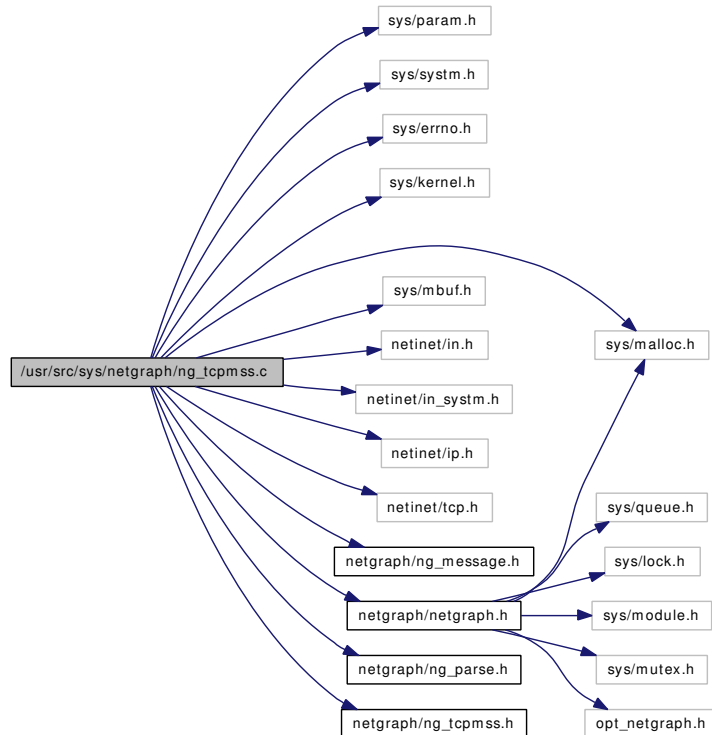 sys/param.h
sys/systm.h
sys/errno.h
sys/kernel.h
sys/mbuf.h
netinet/in.h
sys/malloc.h
/usr/src/sys/netgraph/ng_tcpmss.c
netinet/in_systm.h
netinet/ip.h
netinet/tcp.h
sys/queue.h
netgraph/ng_message.h
sys/lock.h
netgraph/netgraph.h
sys/module.h
netgraph/ng_parse.h
sys/mutex.h
netgraph/ng_tcpmss.h
opt_netgraph.h